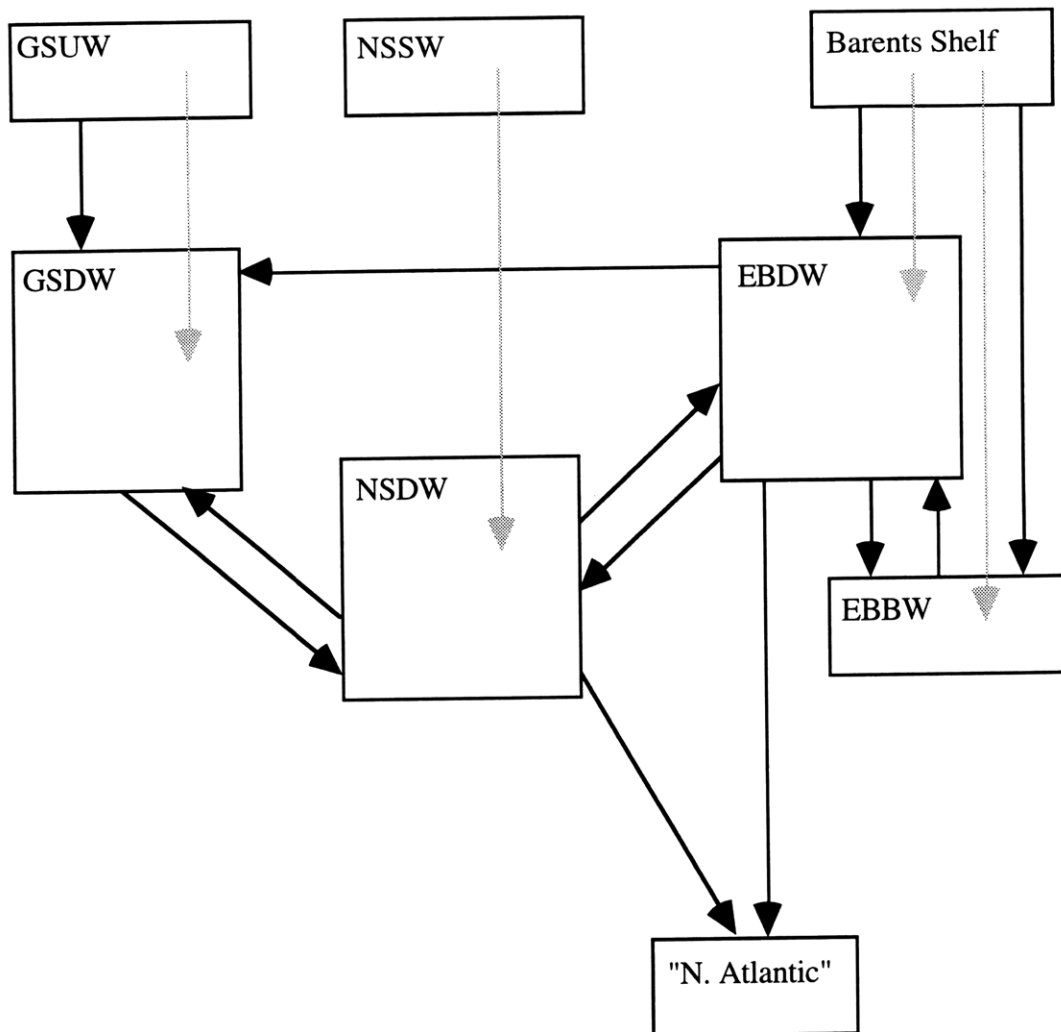 GSUW
NSSW
Barents Shelf
GSDW
EBDW
NSDW
EBBW
"N. Atlantic"